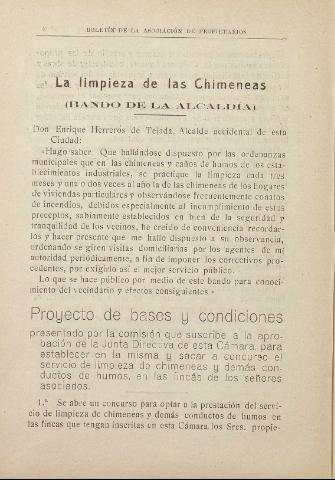 BOLETÍN DE LA ASOCIACIÓN DE PROPIETARIOS
La limpieza de las Chimeneas
(BANDO DE LA ALCALDÍA)
Don Enrique Herreros de Tejada, Alcalde accidental de esta
Ciudad:
«Hago saber: Que hallándose dispuesto por las ordenanzas
municipales que en las chimeneas y caños de humos de los esta-
blecimientos industriales, se practique la limpieza cada tres
meses y una o dos veces al año la de las chimeneas de los hogares
de viviendas particulares y observándose frecuentemente conatos
de incendios, debidos especialmente al incumplimiento de estos
preceptos, sabiamente establecidos en bien de la seguridad y
tranquilidad de los vecinos, he creído de conveniencia recordar-
los y hacer presente que me hallo dispuesto a su observancia,
ordenando se giren visitas domiciliarias por los agentes de mi
autoridad periódicamente, a fin de imponer los correctivos pro-
cedentes, por exigirlo así el mejor servicio público.
Lo que se hace público por medio de este bando para conoci-
miento del vecindario y efectos consiguientes »
Proyecto de bases y condiciones
presentado por la comisión que suscribe a la apro-
bación de la Junta Directiva de esta Cámara, para
establecer en la misma y sacar a concurso el
servicio de limpieza de chimeneas y demás con-
ductos de humos, en las fincas de los señores
asociados.
1.ª Se abre un concurso para optar a la prestación del servi-
cio de limpieza de chimeneas y demás conductos de humos en
las fincas que tengan inscritas en esta Cámara, los Sres. propie-